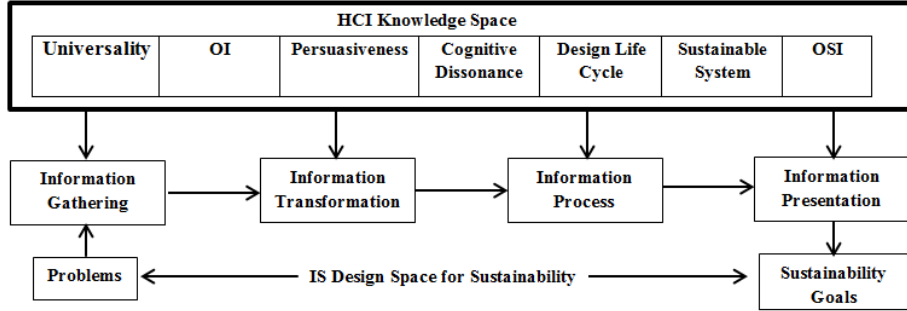 HCI Knowledge Space
Universality
OI
Persuasiveness
Cognitive
Dissonance
Design Life
Cycle
Sustainable
System
OSI
Information
Gathering
Information
Transformation
Information
Process
Information
Presentation
Problems
IS Design Space for Sustainability
Sustainability
Goals